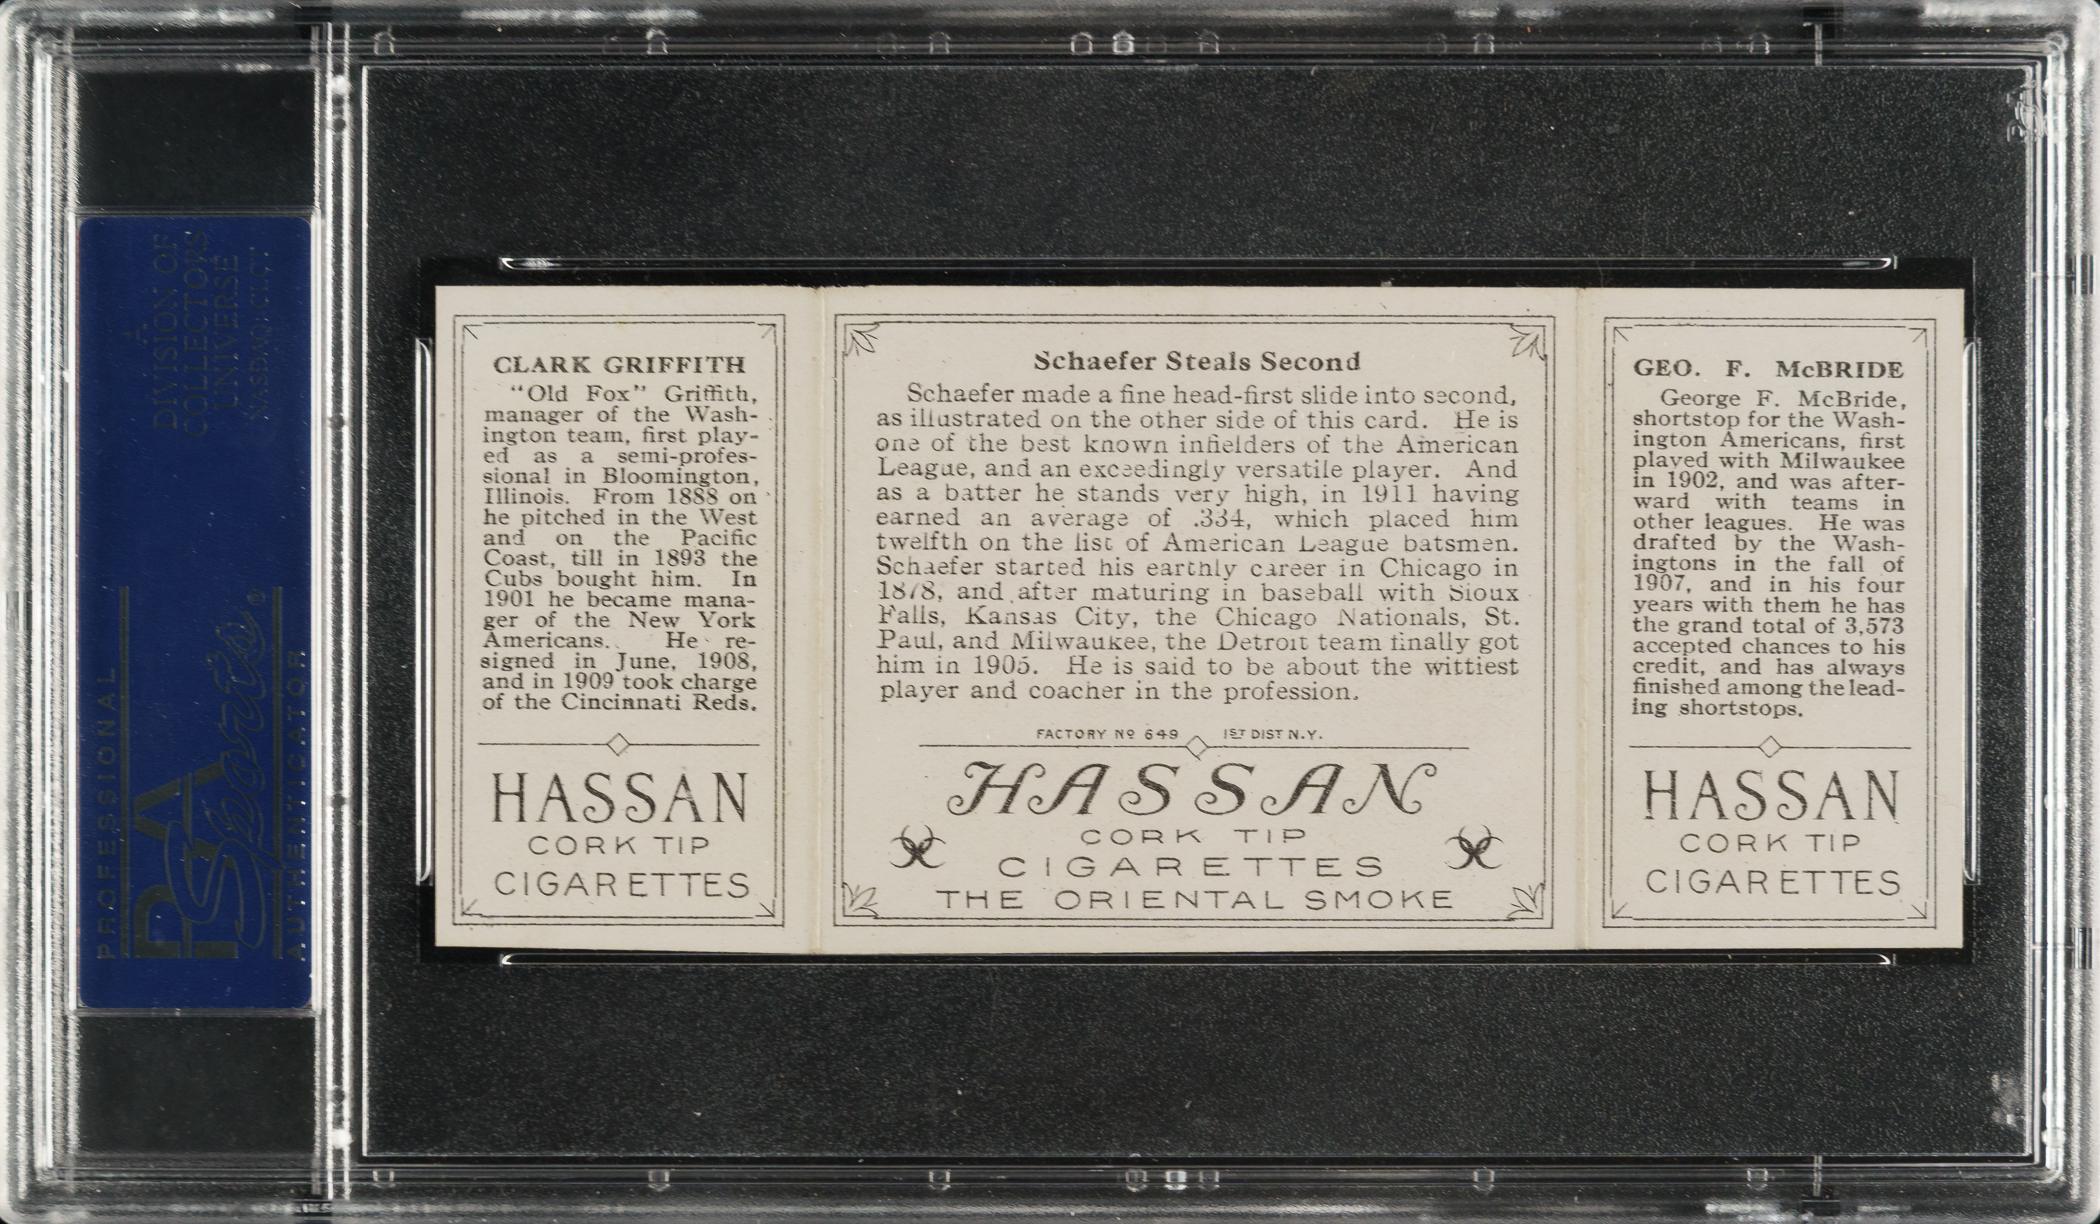 A
DIVISION OF
COLLECTORS
UNIVERSE
NASDAQ: CLCT
PROFESSIONAL
PSA
Sports®
AUTHENTICATOR
CLARK GRIFFITH
“Old Fox” Griffith,
manager of the Wash-
ington team, first play-
ed as a semi-profes-
sional in Bloomington,
Illinois. From 1888 on
he pitched in the West
and on the Pacific
Coast, till in 1893 the
Cubs bought him. In
1901 he became mana-
ger of the New York
Americans. He re-
signed in June, 1908,
and in 1909 took charge
of the Cincinnati Reds.
HASSAN
CORK TIP
CIGARETTES
Schaefer Steals Second
Schaefer made a fine head-first slide into second,
as illustrated on the other side of this card. He is
one of the best known infielders of the American
League, and an exceedingly versatile player. And
as a batter he stands very high, in 1911 having
earned an average of .334, which placed him
twelfth on the list of American League batsmen.
Schaefer started his earthly career in Chicago in
1878, and after maturing in baseball with Sioux
Falls, Kansas City, the Chicago Nationals, St.
Paul, and Milwaukee, the Detroit team finally got
him in 1905. He is said to be about the wittiest
player and coacher in the profession.
FACTORY Nº 649 1ST DIST N.Y.
HASSAN
CORK TIP
CIGARETTES
THE ORIENTAL SMOKE
GEO. F. McBRIDE
George F. McBride,
shortstop for the Wash-
ington Americans, first
played with Milwaukee
in 1902, and was after-
ward with teams in
other leagues. He was
drafted by the Wash-
ingtons in the fall of
1907, and in his four
years with them he has
the grand total of 3,573
accepted chances to his
credit, and has always
finished among the lead-
ing shortstops.
HASSAN
CORK TIP
CIGARETTES